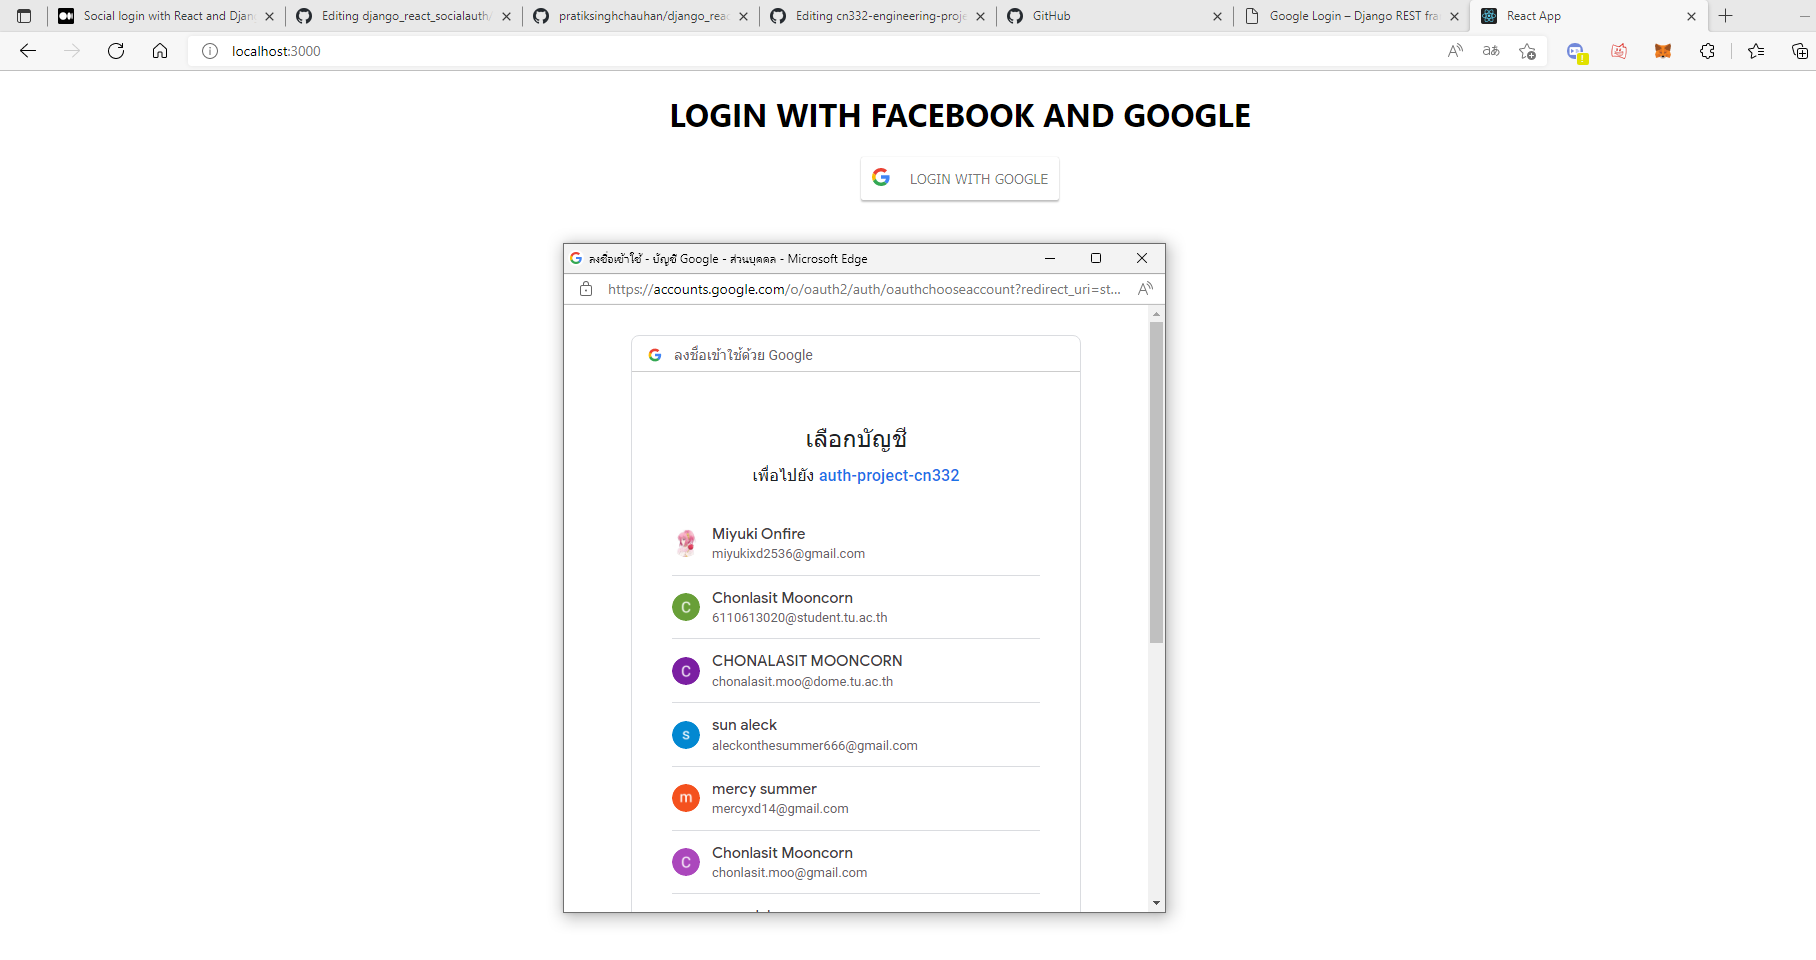 Social login with React and Djan
Editing django_react_socialauth/
pratiksinghchauhan/django_reac
Editing cn332-engineering-proje
GitHub
Google Login – Django REST fra
React App
localhost:3000
LOGIN WITH FACEBOOK AND GOOGLE
LOGIN WITH GOOGLE
ลงชื่อเข้าใช้ - บัญชี Google - ส่วนบุคคล - Microsoft Edge
https://accounts.google.com/o/oauth2/auth/oauthchooseaccount?redirect_uri=st...
ลงชื่อเข้าใช้ด้วย Google
เลือกบัญชี
เพื่อไปยัง auth-project-cn332
Miyuki Onfire
miyukixd2536@gmail.com
C
Chonlasit Mooncorn
6110613020@student.tu.ac.th
C
CHONALASIT MOONCORN
chonalasit.moo@dome.tu.ac.th
s
sun aleck
aleckonthesummer666@gmail.com
m
mercy summer
mercyxd14@gmail.com
C
Chonlasit Mooncorn
chonlasit.moo@gmail.com